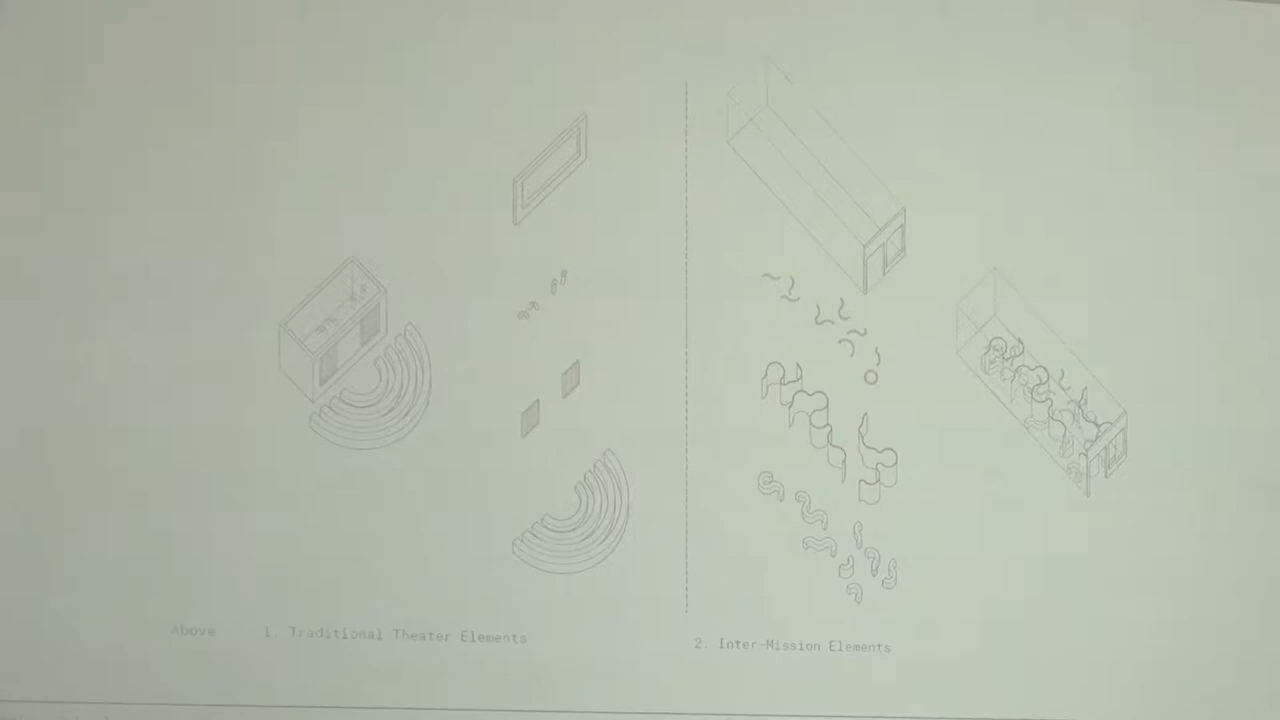 Above 1. Traditional Theater Elements
2. Inter-Mission Elements